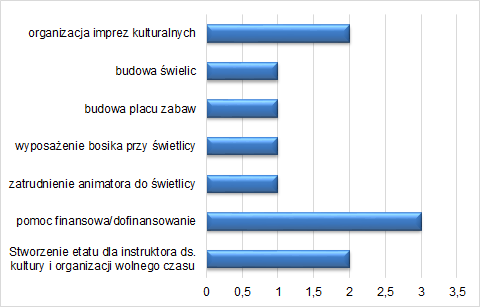 organizacja imprez kulturalnych
budowa świelic
budowa placu zabaw
wyposażenie bosika przy świetlicy
zatrudnienie animatora do świetlicy
pomoc finansowa/dofinansowanie
Stworzenie etatu dla instruktora ds.
kultury i organizacji wolnego czasu
0 0,5 1 1,5 2 2,5 3 3,5